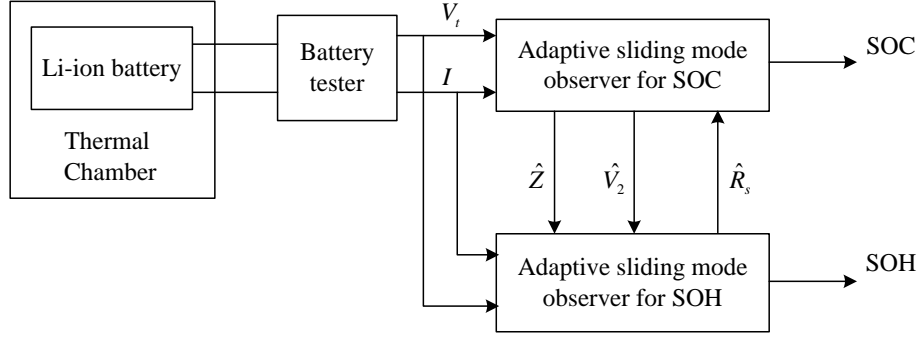 Li-ion battery
Thermal
Chamber
Battery
tester
V_t
I
Adaptive sliding mode
observer for SOC
SOC
Ẑ
V̂_2
R̂_s
Adaptive sliding mode
observer for SOH
SOH